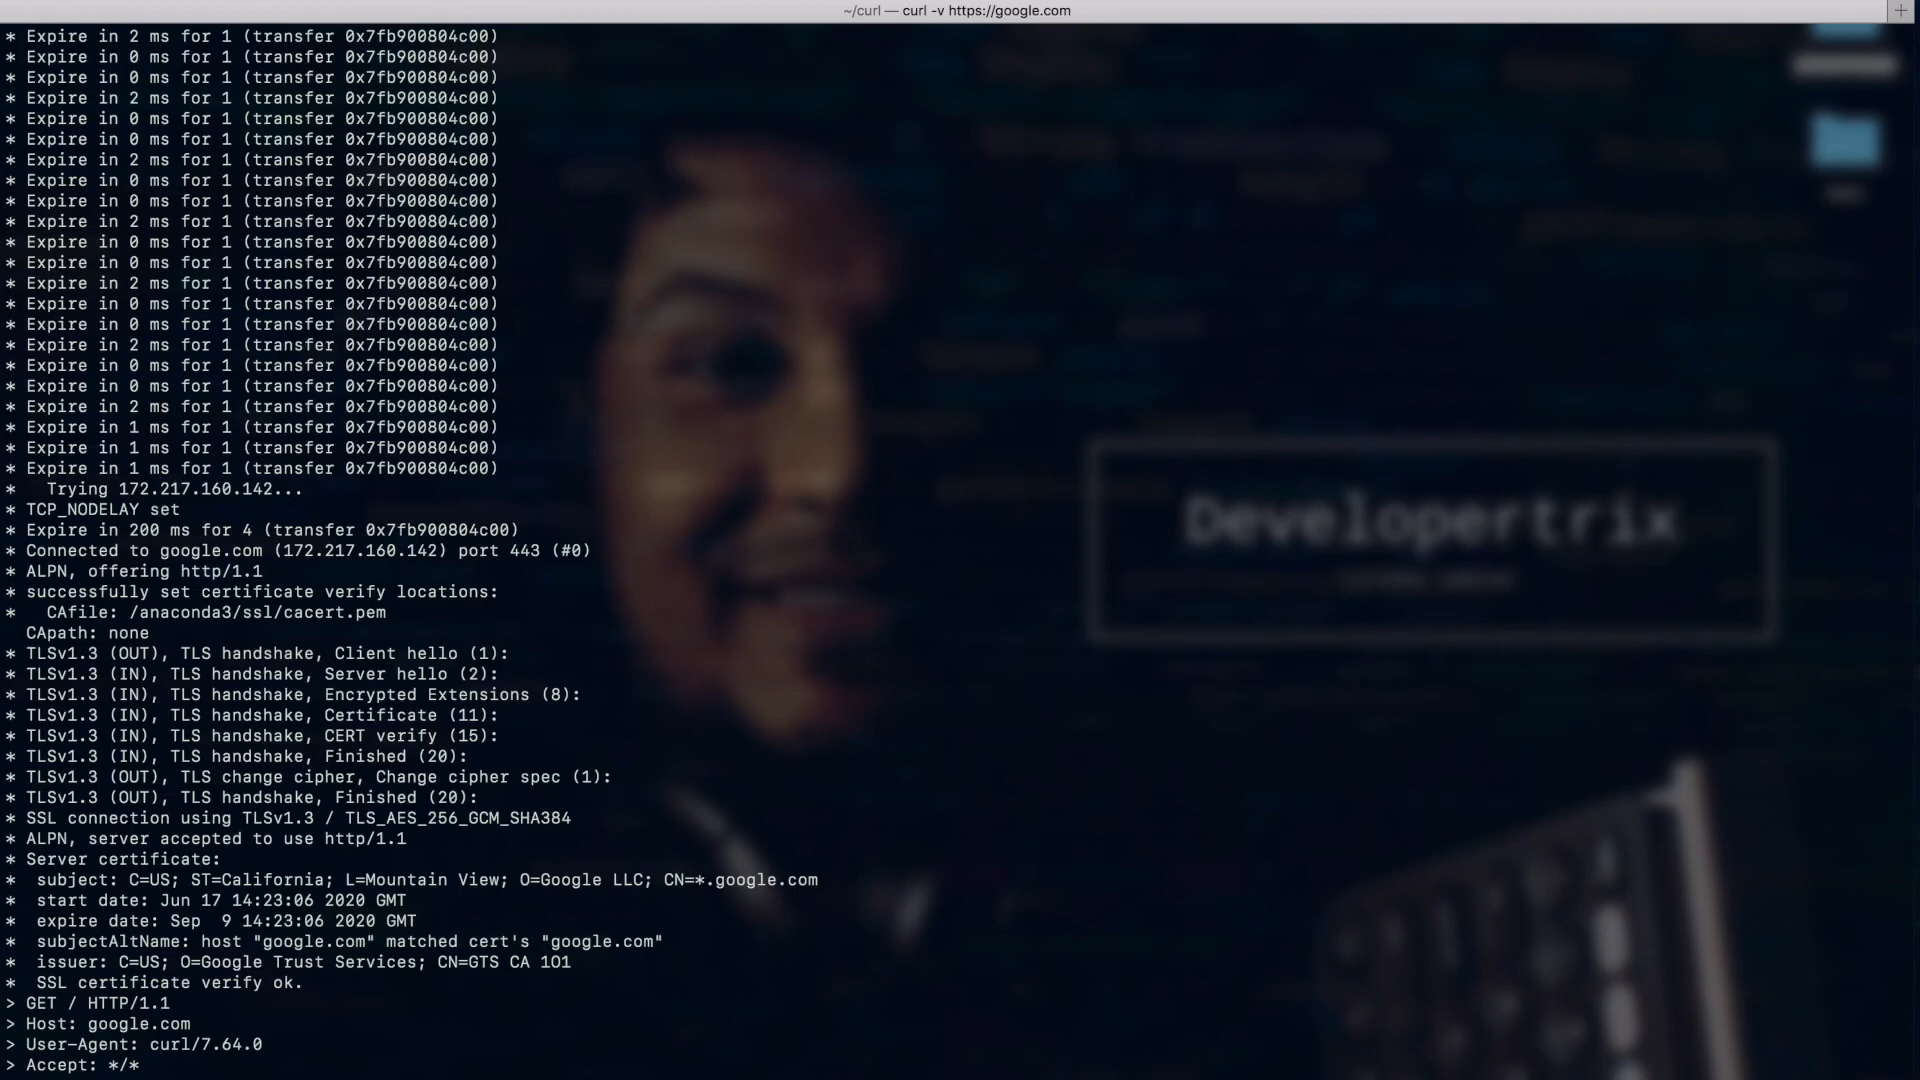 ~/curl — curl -v https://google.com
* Expire in 2 ms for 1 (transfer 0x7fb900804c00)
* Expire in 0 ms for 1 (transfer 0x7fb900804c00)
* Expire in 0 ms for 1 (transfer 0x7fb900804c00)
* Expire in 2 ms for 1 (transfer 0x7fb900804c00)
* Expire in 0 ms for 1 (transfer 0x7fb900804c00)
* Expire in 0 ms for 1 (transfer 0x7fb900804c00)
* Expire in 2 ms for 1 (transfer 0x7fb900804c00)
* Expire in 0 ms for 1 (transfer 0x7fb900804c00)
* Expire in 0 ms for 1 (transfer 0x7fb900804c00)
* Expire in 2 ms for 1 (transfer 0x7fb900804c00)
* Expire in 0 ms for 1 (transfer 0x7fb900804c00)
* Expire in 0 ms for 1 (transfer 0x7fb900804c00)
* Expire in 2 ms for 1 (transfer 0x7fb900804c00)
* Expire in 0 ms for 1 (transfer 0x7fb900804c00)
* Expire in 0 ms for 1 (transfer 0x7fb900804c00)
* Expire in 2 ms for 1 (transfer 0x7fb900804c00)
* Expire in 0 ms for 1 (transfer 0x7fb900804c00)
* Expire in 0 ms for 1 (transfer 0x7fb900804c00)
* Expire in 2 ms for 1 (transfer 0x7fb900804c00)
* Expire in 1 ms for 1 (transfer 0x7fb900804c00)
* Expire in 1 ms for 1 (transfer 0x7fb900804c00)
* Expire in 1 ms for 1 (transfer 0x7fb900804c00)
*   Trying 172.217.160.142...
* TCP_NODELAY set
* Expire in 200 ms for 4 (transfer 0x7fb900804c00)
* Connected to google.com (172.217.160.142) port 443 (#0)
* ALPN, offering http/1.1
* successfully set certificate verify locations:
*   CAfile: /anaconda3/ssl/cacert.pem
  CApath: none
* TLSv1.3 (OUT), TLS handshake, Client hello (1):
* TLSv1.3 (IN), TLS handshake, Server hello (2):
* TLSv1.3 (IN), TLS handshake, Encrypted Extensions (8):
* TLSv1.3 (IN), TLS handshake, Certificate (11):
* TLSv1.3 (IN), TLS handshake, CERT verify (15):
* TLSv1.3 (IN), TLS handshake, Finished (20):
* TLSv1.3 (OUT), TLS change cipher, Change cipher spec (1):
* TLSv1.3 (OUT), TLS handshake, Finished (20):
* SSL connection using TLSv1.3 / TLS_AES_256_GCM_SHA384
* ALPN, server accepted to use http/1.1
* Server certificate:
*  subject: C=US; ST=California; L=Mountain View; O=Google LLC; CN=*.google.com
*  start date: Jun 17 14:23:06 2020 GMT
*  expire date: Sep  9 14:23:06 2020 GMT
*  subjectAltName: host "google.com" matched cert's "google.com"
*  issuer: C=US; O=Google Trust Services; CN=GTS CA 1O1
*  SSL certificate verify ok.
> GET / HTTP/1.1
> Host: google.com
> User-Agent: curl/7.64.0
> Accept: */*
Developertrix